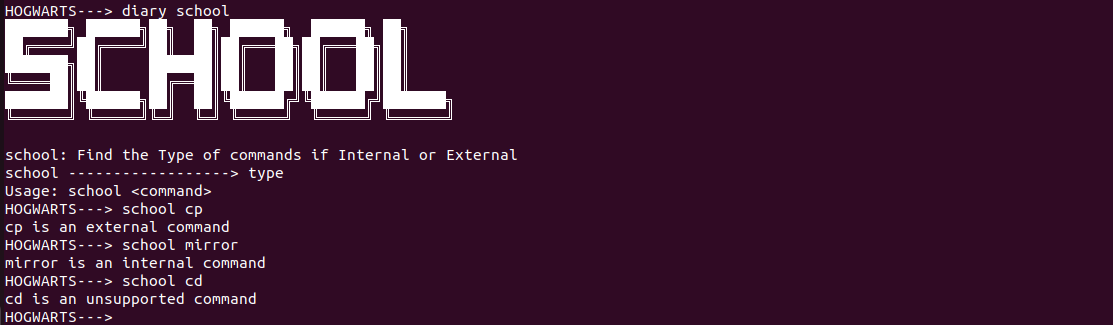 HOGWARTS---> diary school
SCHOOL
school: Find the Type of commands if Internal or External
school ------------------> type
Usage: school <command>
HOGWARTS---> school cp
cp is an external command
HOGWARTS---> school mirror
mirror is an internal command
HOGWARTS---> school cd
cd is an unsupported command
HOGWARTS--->